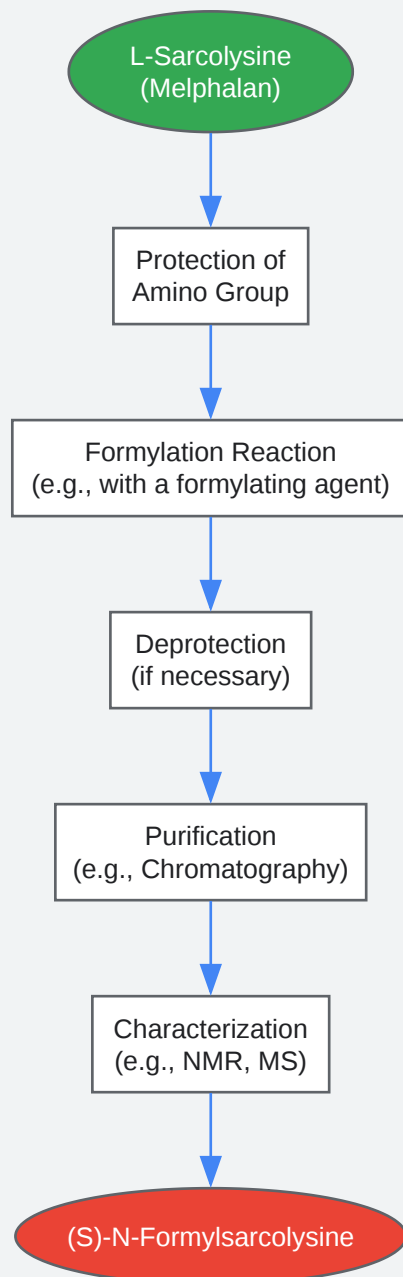 L-Sarcolysine
(Melphalan)
Protection of
Amino Group
Formylation Reaction
(e.g., with a formylating agent)
Deprotection
(if necessary)
Purification
(e.g., Chromatography)
Characterization
(e.g., NMR, MS)
(S)-N-Formylsarcolysine